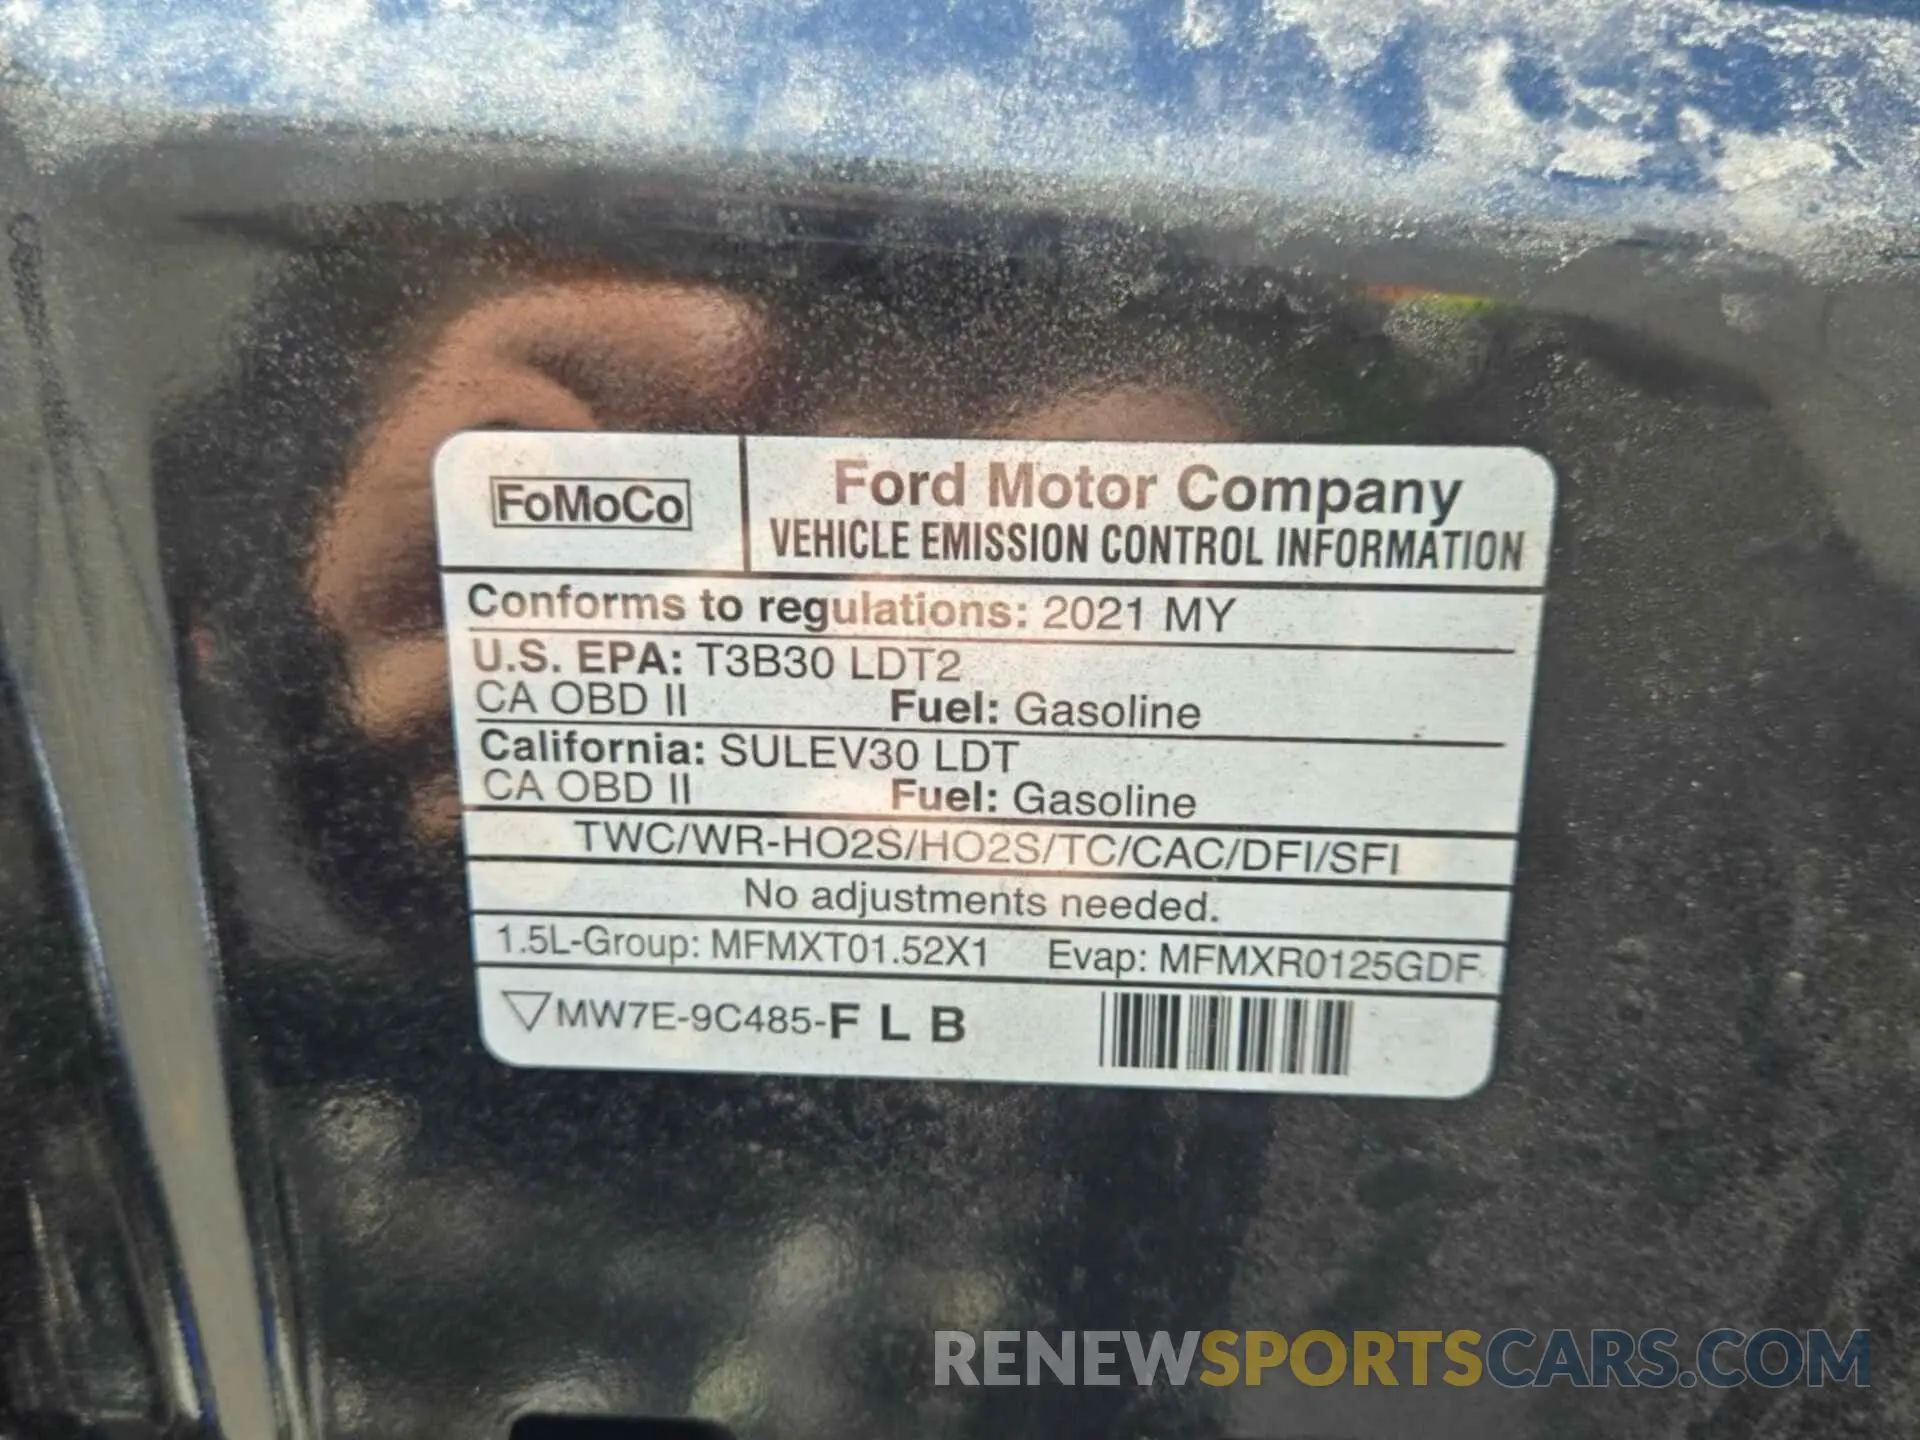 FoMoCo
Ford Motor Company
VEHICLE EMISSION CONTROL INFORMATION
Conforms to regulations: 2021 MY
U.S. EPA: T3B30 LDT2
CA OBD II Fuel: Gasoline
California: SULEV30 LDT
CA OBD II Fuel: Gasoline
TWC/WR-HO2S/HO2S/TC/CAC/DFI/SFI
No adjustments needed.
1.5L-Group: MFMXT01.52X1 Evap: MFMXR0125GDF
MW7E-9C485-F L B
RENEWSPORTSCARS.COM